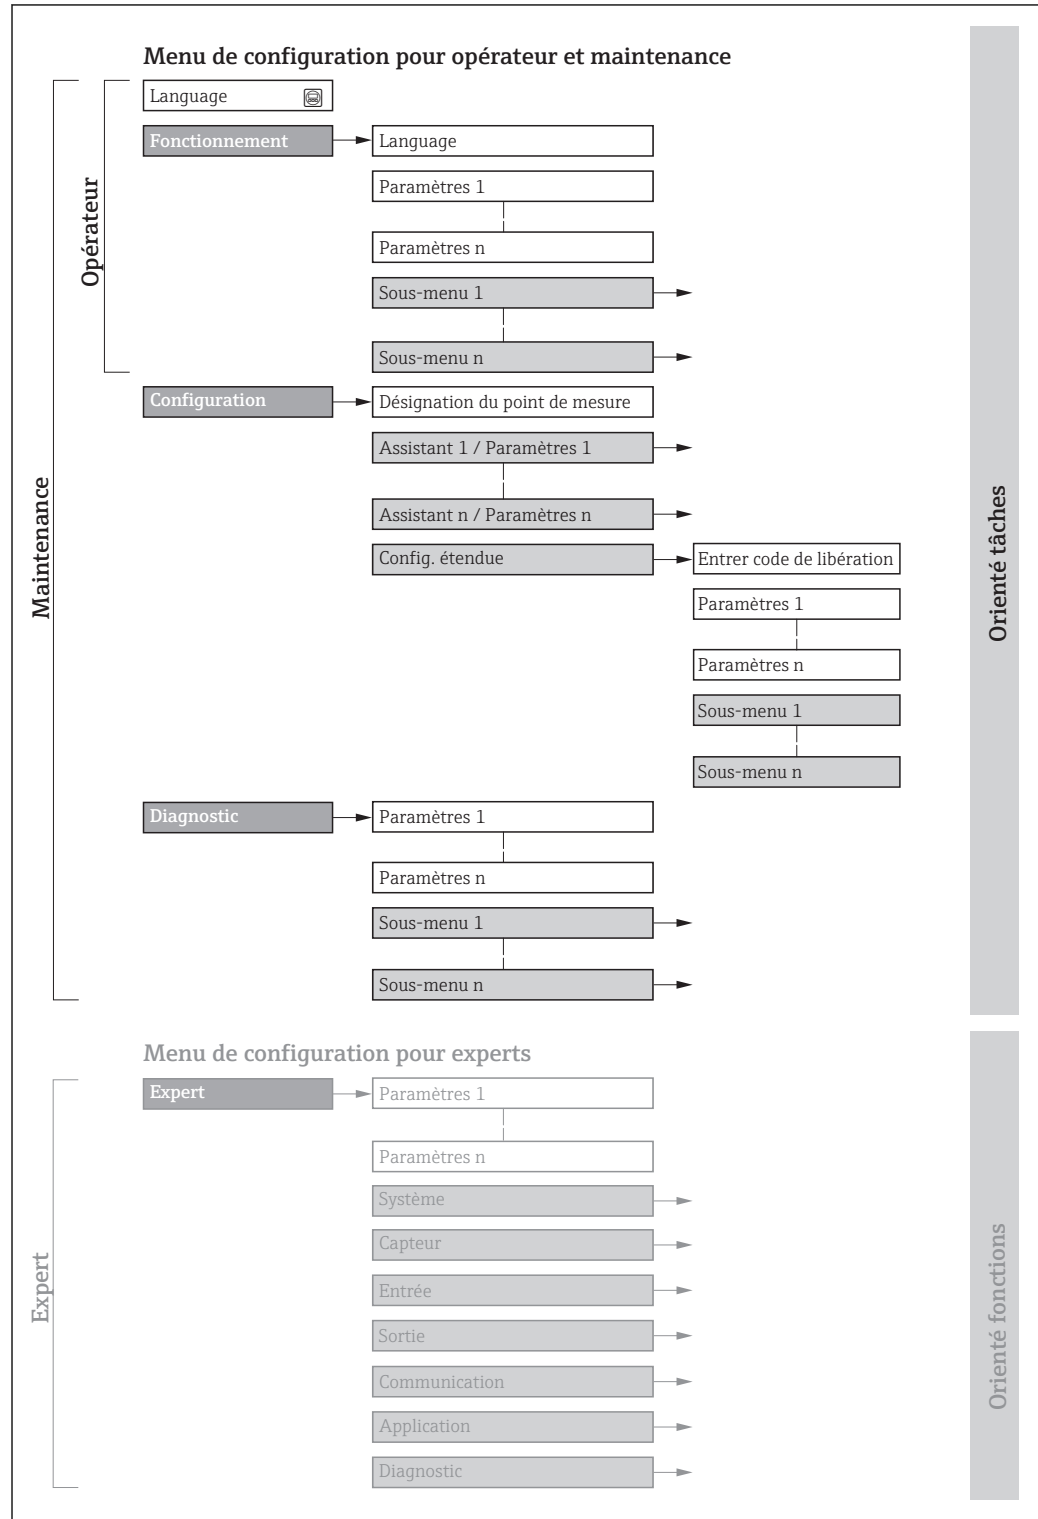 Menu de configuration pour opérateur et maintenance
Language
Fonctionnement
Language
Paramètres 1
Paramètres n
Sous-menu 1
Sous-menu n
Opérateur
Configuration
Désignation du point de mesure
Assistant 1 / Paramètres 1
Assistant n / Paramètres n
Config. étendue
Entrer code de libération
Paramètres 1
Paramètres n
Sous-menu 1
Sous-menu n
Maintenance
Orienté tâches
Diagnostic
Paramètres 1
Paramètres n
Sous-menu 1
Sous-menu n
Menu de configuration pour experts
Expert
Paramètres 1
Paramètres n
Système
Capteur
Entrée
Sortie
Communication
Application
Diagnostic
Expert
Orienté fonctions